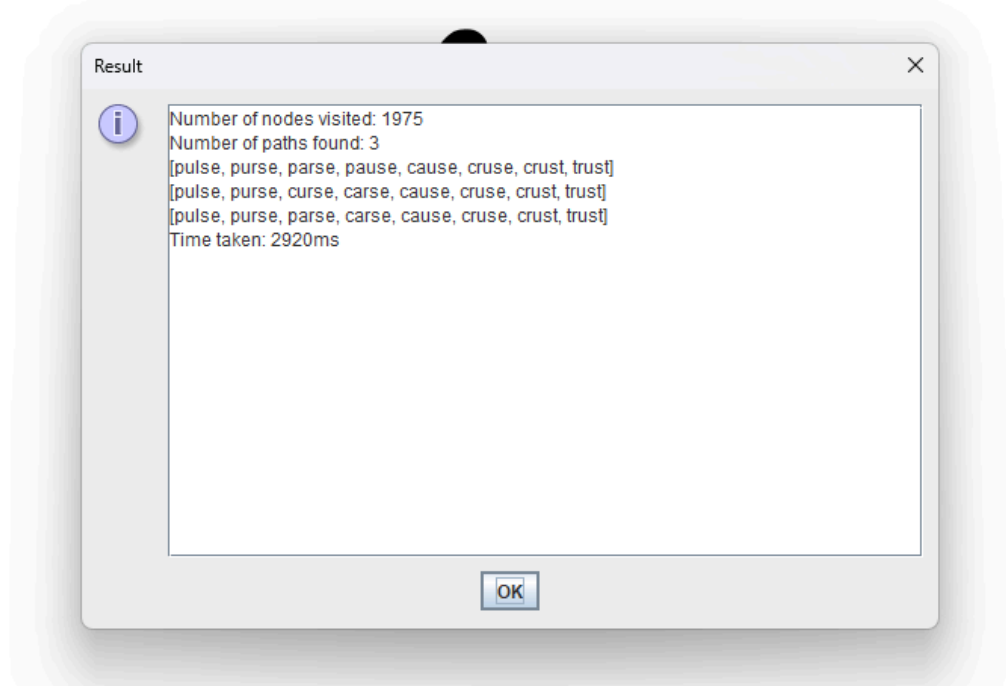 Result
Number of nodes visited: 1975
Number of paths found: 3
[pulse, purse, parse, pause, cause, cruse, crust, trust]
[pulse, purse, curse, carse, cause, cruse, crust, trust]
[pulse, purse, parse, carse, cause, cruse, crust, trust]
Time taken: 2920ms
OK